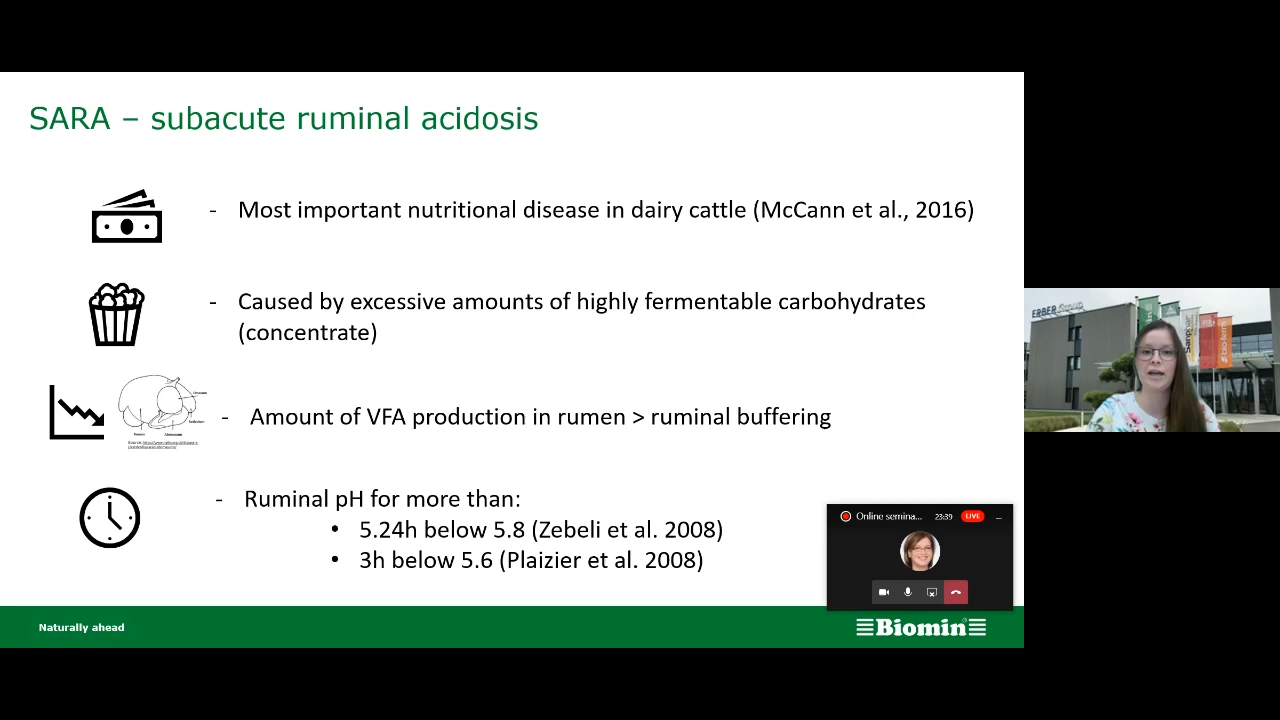 SARA – subacute ruminal acidosis
- Most important nutritional disease in dairy cattle (McCann et al., 2016)
- Caused by excessive amounts of highly fermentable carbohydrates
(concentrate)
- Amount of VFA production in rumen > ruminal buffering
- Ruminal pH for more than:
• 5.24h below 5.8 (Zebeli et al. 2008)
• 3h below 5.6 (Plaizier et al. 2008)
Online semina... 23:39 LIVE
Naturally ahead
Biomin
ERBER Group
Sanphar
bio-ferm